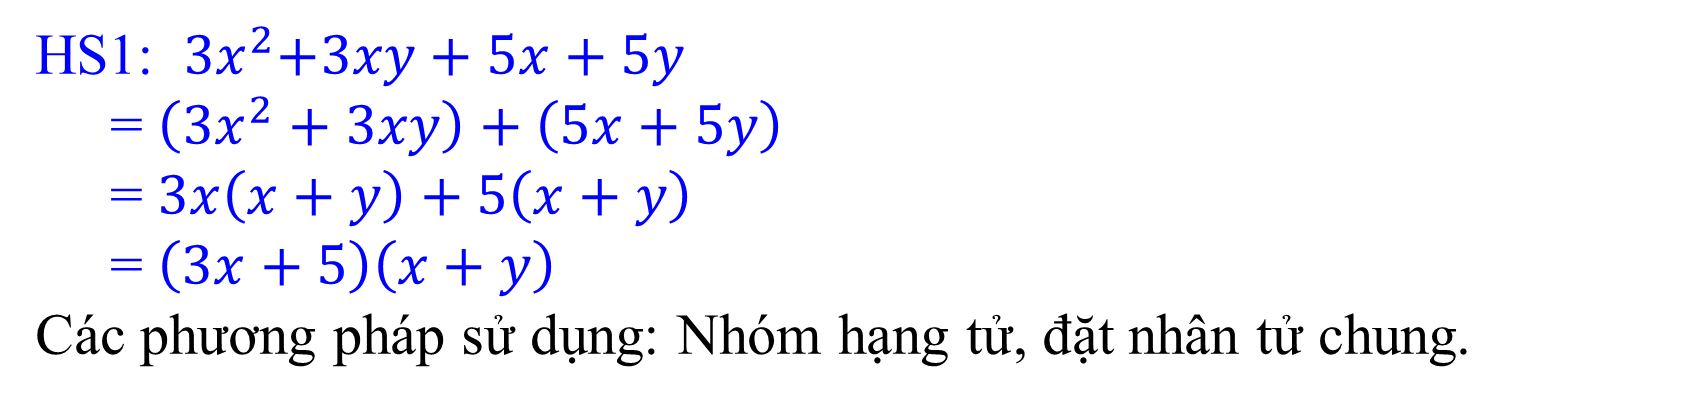 HS1: 3x²+3xy + 5x + 5y
= (3x² + 3xy) + (5x + 5y)
= 3x(x + y) + 5(x + y)
= (3x + 5)(x + y)
Các phương pháp sử dụng: Nhóm hạng tử, đặt nhân tử chung.